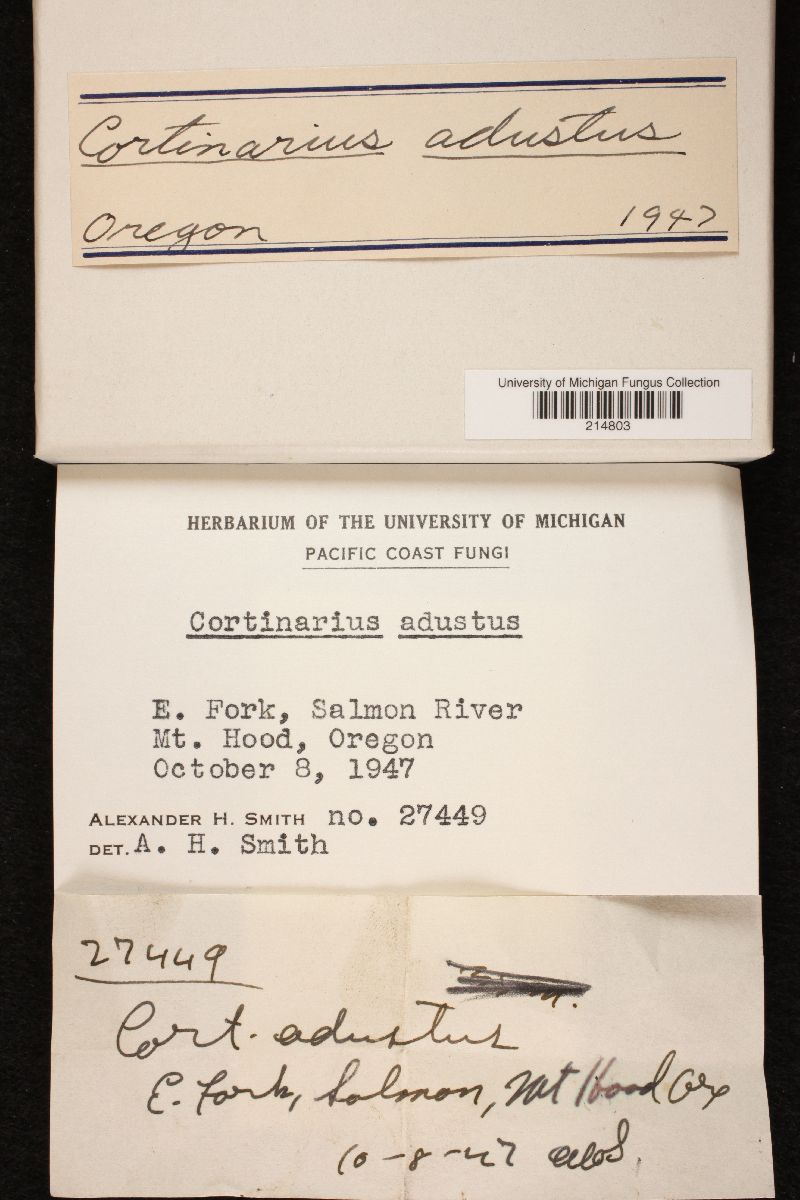 Cortinarius adustus
Oregon 1947
University of Michigan Fungus Collection
214803
HERBARIUM OF THE UNIVERSITY OF MICHIGAN
PACIFIC COAST FUNGI
Cortinarius adustus
E. Fork, Salmon River
Mt. Hood, Oregon
October 8, 1947
ALEXANDER H. SMITH no. 27449
DET. A. H. Smith
27449
Cort. adustus
E. Fork, Salmon, Mt Hood Ore
10-8-47 AHS.